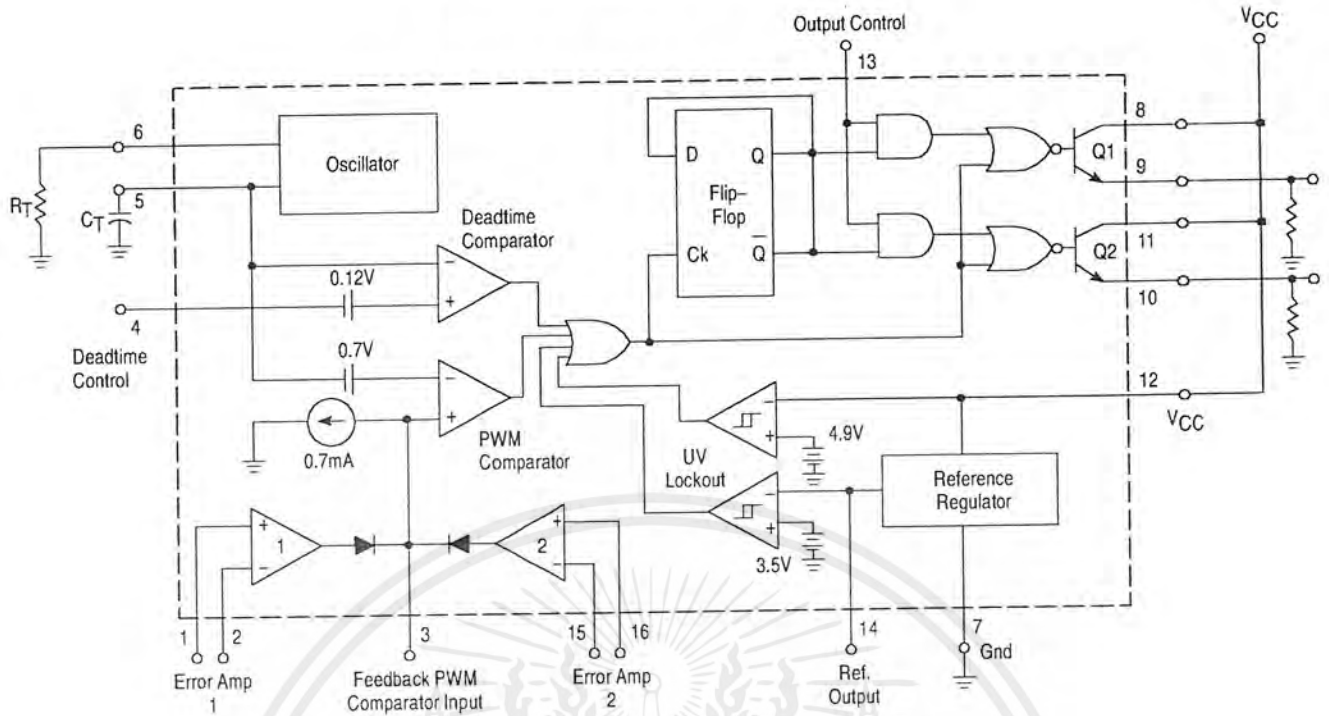 Output Control
VCC
13
6
Oscillator
8
D
Q
Q1
RT
5
CT
Flip–
Flop
9
Deadtime
Comparator
11
Ck
Q
Q2
0.12V
–
+
10
4
Deadtime
Control
0.7V
–
+
12
VCC
–
+
4.9V
0.7mA
PWM
Comparator
UV
Lockout
Reference
Regulator
–
+
3.5V
+
–
1
2
+
–
1
2
3
15
16
14
7
Gnd
Error Amp
1
Feedback PWM
Comparator Input
Error Amp
2
Ref.
Output